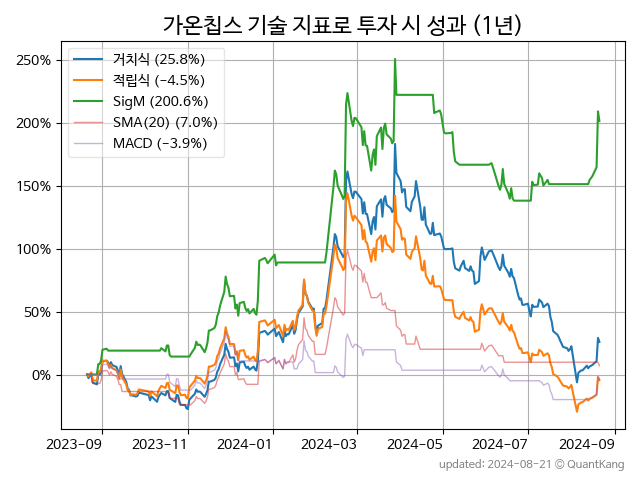 가온칩스 기술 지표로 투자 시 성과 (1년)
250%
200%
150%
100%
50%
0%
거치식 (25.8%)
적립식 (-4.5%)
SigM (200.6%)
SMA(20) (7.0%)
MACD (-3.9%)
2023-09 2023-11 2024-01 2024-03 2024-05 2024-07 2024-09
updated: 2024-08-21 @ QuantKang